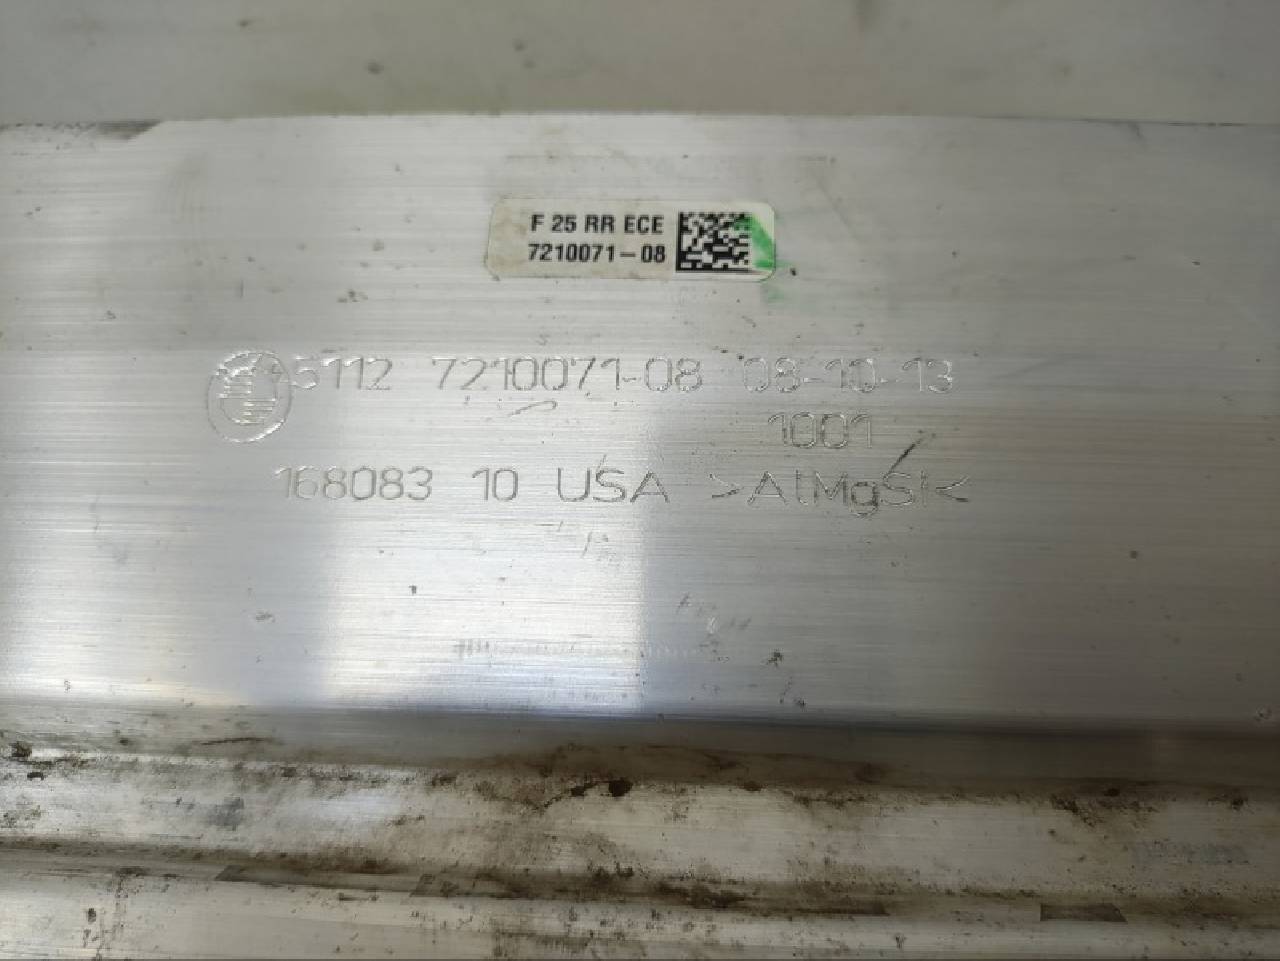 F 25 RR ECE
7210071-08
5112 7210071-08 08-10-13
1001
168083 10 USA >AlMgSi<